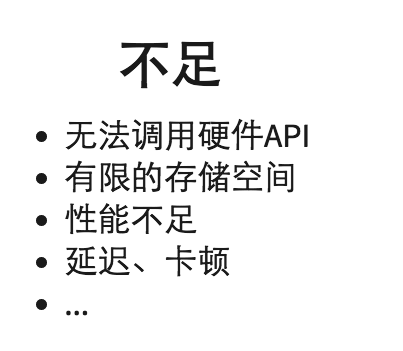 不足
• 无法调用硬件API
• 有限的存储空间
• 性能不足
• 延迟、卡顿
• ...